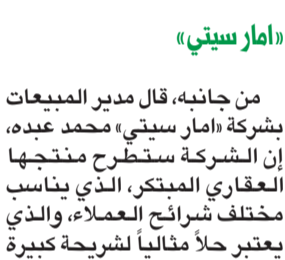 «امار سيتي»
من جانبه، قال مدير المبيعات
بشركة «امار سيتي» محمد عبده،
إن الشركة ستطرح منتجها
العقاري المبتكر، الذي يناسب
مختلف شرائح العملاء، والذي
يعتبر حلاً مثالياً لشريحة كبيرة